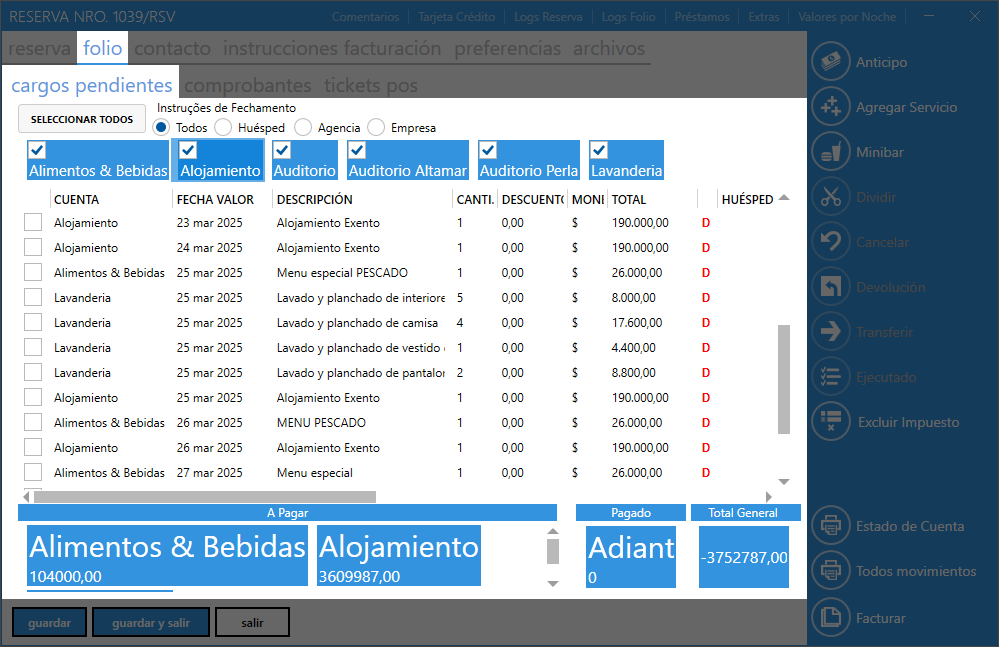 RESERVA NRO. 1039/RSV
Comentarios Tarjeta Crédito Logs Reserva Logs Folio Préstamos Extras Valores por Noche
reserva folio contacto instrucciones facturación preferencias archivos
cargos pendientes comprobantes tickets pos
SELECCIONAR TODOS
Instruções de Fechamento
Todos Huésped Agencia Empresa
Alimentos & Bebidas Alojamiento Auditorio Auditorio Altamar Auditorio Perla Lavanderia
CUENTA FECHA VALOR DESCRIPCIÓN CANTI. DESCUENTO MONI TOTAL HUÉSPED
Alojamiento 23 mar 2025 Alojamiento Exento 1 0,00 $ 190.000,00 D
Alojamiento 24 mar 2025 Alojamiento Exento 1 0,00 $ 190.000,00 D
Alimentos & Bebidas 25 mar 2025 Menu especial PESCADO 1 0,00 $ 26.000,00 D
Lavanderia 25 mar 2025 Lavado y planchado de interiore 5 0,00 $ 8.000,00 D
Lavanderia 25 mar 2025 Lavado y planchado de camisa 4 0,00 $ 17.600,00 D
Lavanderia 25 mar 2025 Lavado y planchado de vestido 1 0,00 $ 4.400,00 D
Lavanderia 25 mar 2025 Lavado y planchado de pantalor 2 0,00 $ 8.800,00 D
Alojamiento 25 mar 2025 Alojamiento Exento 1 0,00 $ 190.000,00 D
Alimentos & Bebidas 26 mar 2025 MENU PESCADO 1 0,00 $ 26.000,00 D
Alojamiento 26 mar 2025 Alojamiento Exento 1 0,00 $ 190.000,00 D
Alimentos & Bebidas 27 mar 2025 Menu especial 1 0,00 $ 26.000,00 D
A Pagar Pagado Total General
Alimentos & Bebidas Alojamiento Adiant
104000,00 3609987,00 0 -3752787,00
guardar guardar y salir salir
Anticipo
Agregar Servicio
Minibar
Dividir
Cancelar
Devolución
Transferir
Ejecutado
Excluir Impuesto
Estado de Cuenta
Todos movimientos
Facturar